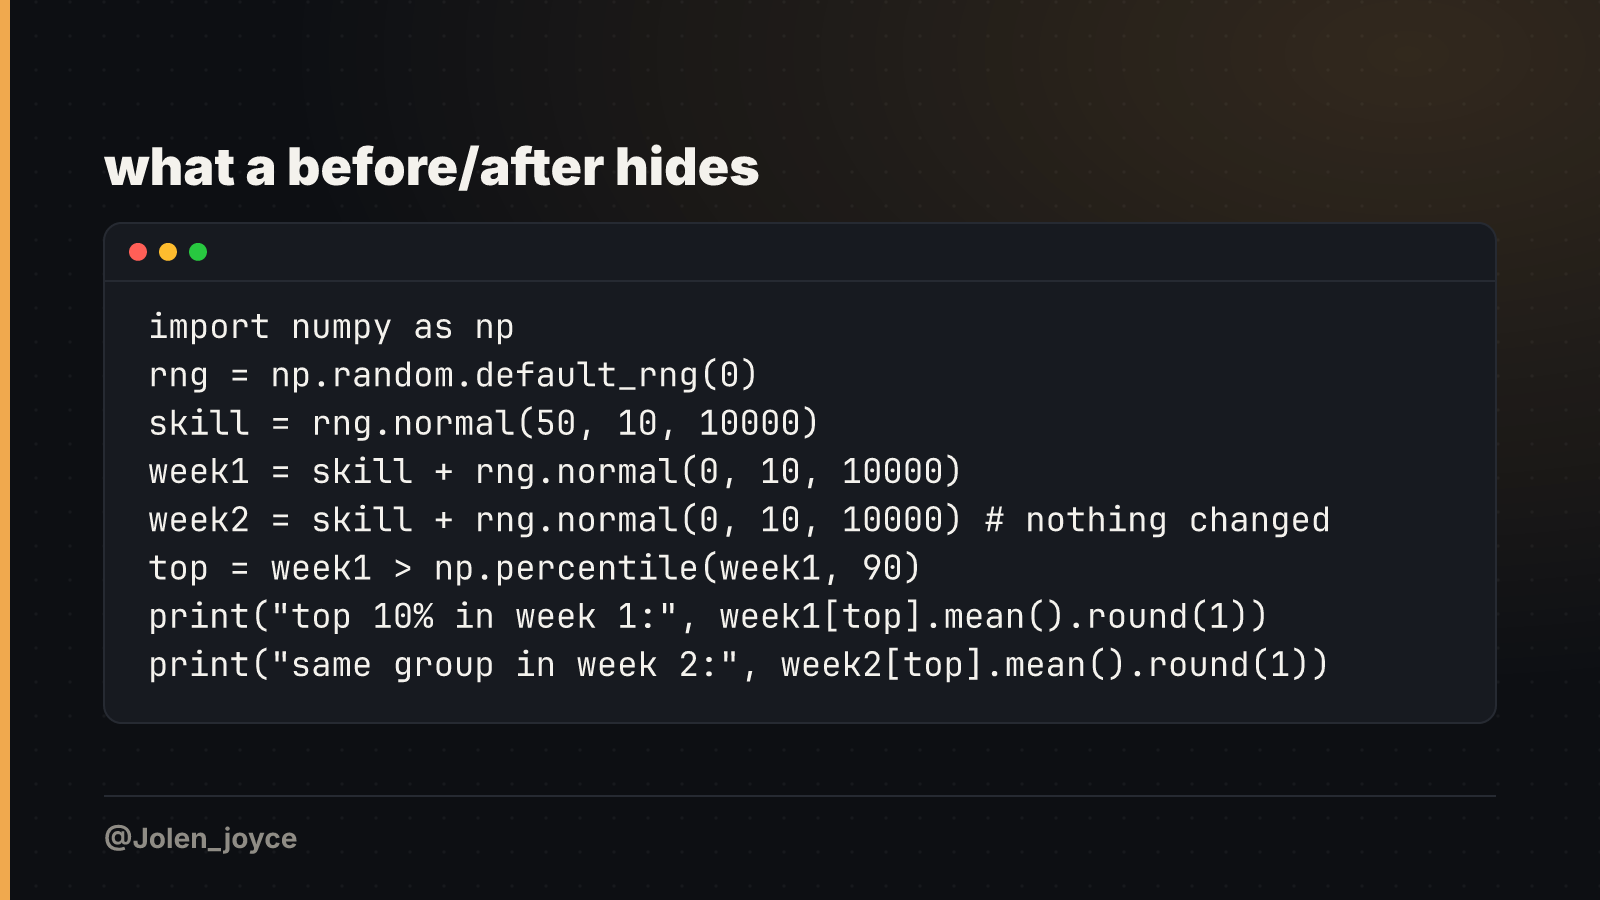 what a before/after hides
import numpy as np
rng = np.random.default_rng(0)
skill = rng.normal(50, 10, 10000)
week1 = skill + rng.normal(0, 10, 10000)
week2 = skill + rng.normal(0, 10, 10000) # nothing changed
top = week1 > np.percentile(week1, 90)
print("top 10% in week 1:", week1[top].mean().round(1))
print("same group in week 2:", week2[top].mean().round(1))
@Jolen_joyce